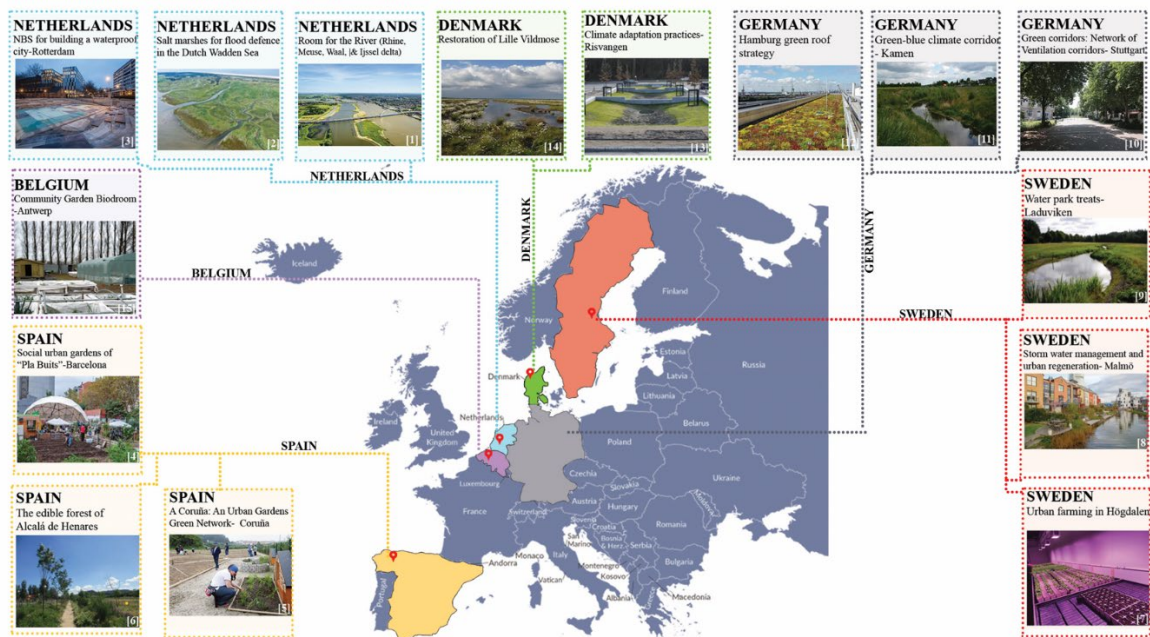 NETHERLANDS
NBS for building a waterproof
city-Rotterdam
[3]
NETHERLANDS
Salt marshes for flood defence
in the Dutch Wadden Sea
[2]
NETHERLANDS
Room for the River (Rhine,
Meuse, Waal, (& Ijssel delta)
[1]
DENMARK
Restoration of Lille Vildmose
[14]
DENMARK
Climate adaptation practices-
Risvangen
[13]
GERMANY
Hamburg green roof
strategy
[12]
GERMANY
Green-blue climate corridor
- Kamen
[11]
GERMANY
Green corridors: Network of
Ventilation corridors- Stuttgart
[10]
NETHERLANDS
BELGIUM
Community Garden Biodroom
-Antwerp
[15]
BELGIUM
DENMARK
GERMANY
SWEDEN
Water park treats-
Laduviken
[9]
SWEDEN
SPAIN
Social urban gardens of
"Pla Buits"-Barcelona
[4]
SPAIN
SWEDEN
Storm water management and
urban regeneration- Malmö
[8]
SPAIN
The edible forest of
Alcalá de Henares
[6]
SPAIN
A Coruña: An Urban Gardens
Green Network- Coruña
[5]
SWEDEN
Urban farming in Högdalen
[7]
Iceland
Norway
Finland
Russia
Estonia
Latvia
Lithuania
Denmark
Netherlands
Ireland
United
Kingdom
Belarus
Poland
Luxembourg
Czechia
Slovakia
Ukraine
France
Switzerland
Austria
Hungary
Moldova
Slovenia
Croatia
Romania
San
Marino
Bosnia
& Herz.
Serbia
Monaco
Italy
Andorra
Montenegro
Bulgaria
Vatican
Kosovo
Albania
Greece
Macedonia
Portugal